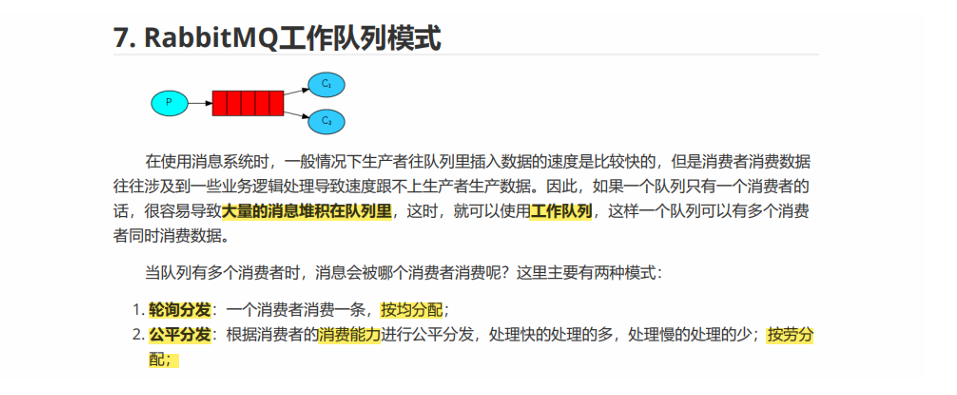 7. RabbitMQ工作队列模式
P
C₁
C₂
在使用消息系统时，一般情况下生产者往队列里插入数据的速度是比较快的，但是消费者消费数据
往往涉及到一些业务逻辑处理导致速度跟不上生产者生产数据。因此，如果一个队列只有一个消费者的
话，很容易导致大量的消息堆积在队列里，这时，就可以使用工作队列，这样一个队列可以有多个消费
者同时消费数据。
当队列有多个消费者时，消息会被哪个消费者消费呢？这里主要有两种模式：
1. 轮询分发：一个消费者消费一条，按均分配；
2. 公平分发：根据消费者的消费能力进行公平分发，处理快的处理的多，处理慢的处理的少；按劳分
配；